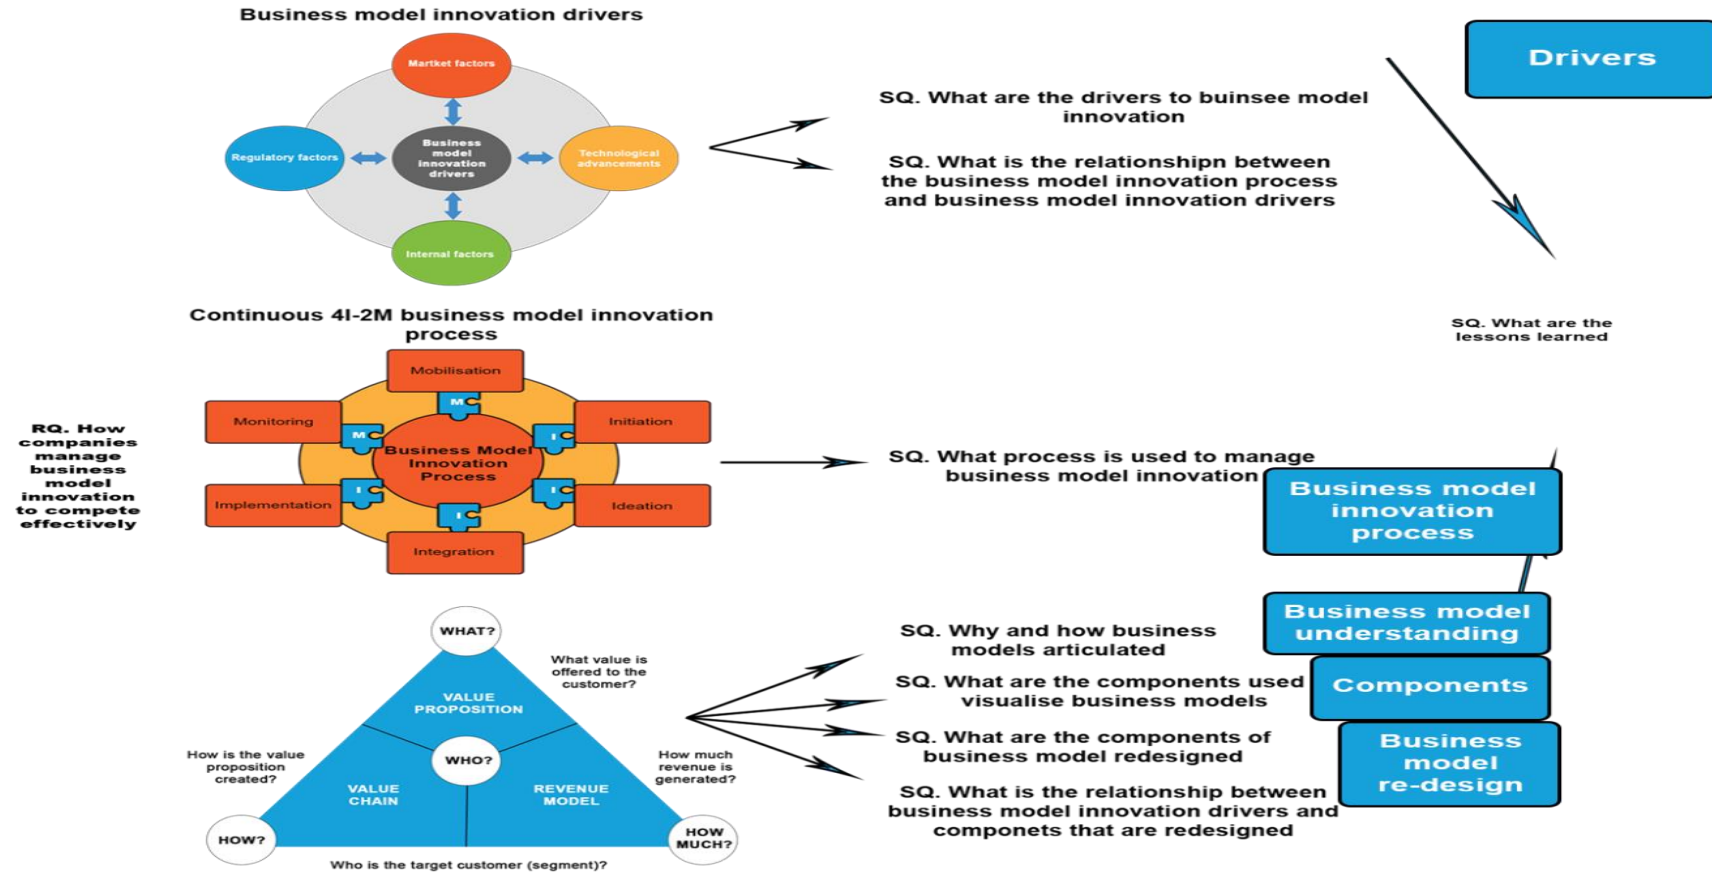 Business model innovation drivers
Martket factors
Regulatory factors
Business
model
innovation
drivers
Technological
advancements
Internal factors
SQ. What are the drivers to buinsee model
innovation
SQ. What is the relationshipn between
the business model innovation process
and business model innovation drivers
Drivers
SQ. What are the
lessons learned
Continuous 4I-2M business model innovation
process
Mobilisation
Monitoring
Initiation
M
M
I
Business Model
Innovation
Process
I
I
I
Implementation
Ideation
Integration
RQ. How
companies
manage
business
model
innovation
to compete
effectively
SQ. What process is used to manage
business model innovation
Business model
innovation
process
WHAT?
What value is
offered to the
customer?
VALUE
PROPOSITION
How is the value
proposition
created?
WHO?
How much
revenue is
generated?
VALUE
CHAIN
REVENUE
MODEL
HOW?
HOW
MUCH?
Who is the target customer (segment)?
SQ. Why and how business
models articulated
SQ. What are the components used
visualise business models
SQ. What are the components of
business model redesigned
SQ. What is the relationship between
business model innovation drivers and
componets that are redesigned
Business model
understanding
Components
Business
model
re-design